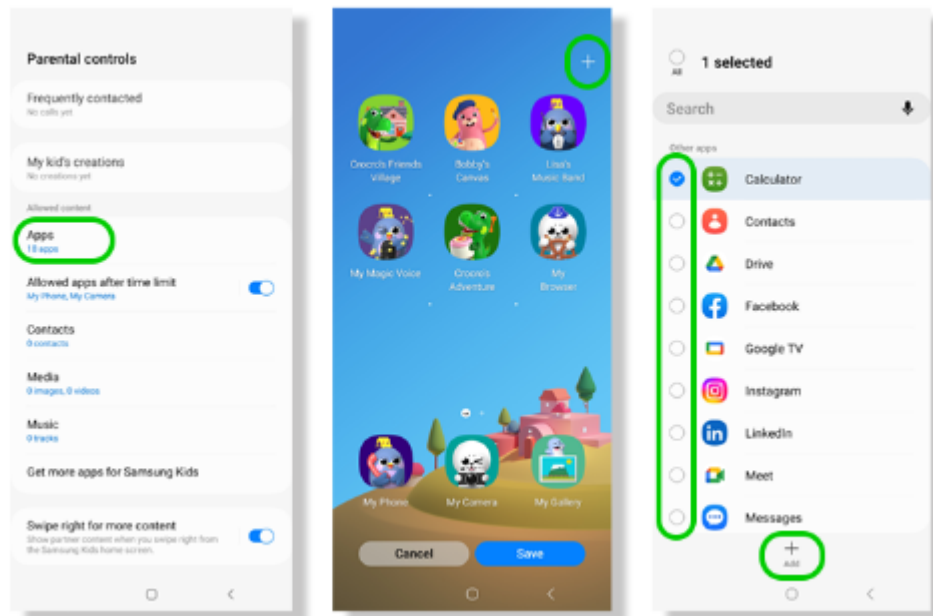 Parental controls
Frequently contacted
No calls yet
My kid's creations
No creations yet
Allowed content
Apps
18 apps
Allowed apps after time limit
My Phone, My Camera
Contacts
0 contacts
Media
0 images, 0 videos
Music
0 tracks
Get more apps for Samsung Kids
Swipe right for more content
Show partner content when you swipe right from
the Samsung Kids home screen.
Crocro's Friends
Village
Bobby's
Canvas
Lisa's
Music Band
My Magic Voice
Crocro's
Adventure
My
Browser
My Phone
My Camera
My Gallery
Cancel
Save
All
1 selected
Search
Other apps
Calculator
Contacts
Drive
Facebook
Google TV
Instagram
LinkedIn
Meet
Messages
Add